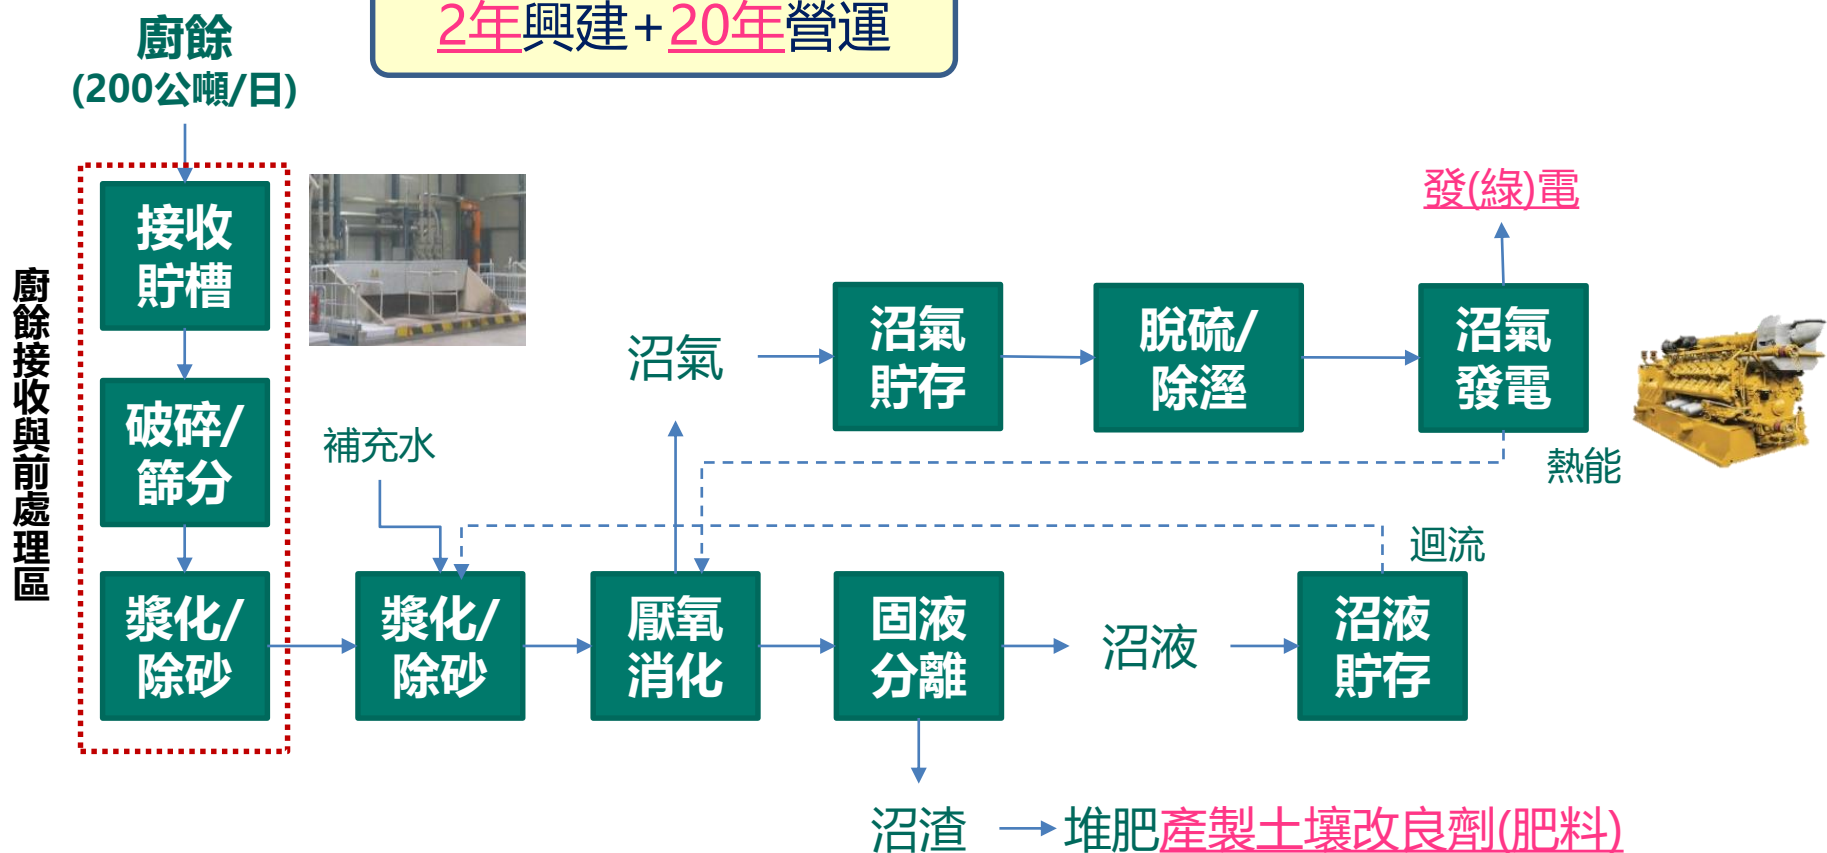 2年興建+20年營運
廚餘
(200公噸/日)
廚餘接收與前處理區
接收
貯槽
破碎/
篩分
漿化/
除砂
補充水
漿化/
除砂
厭氧
消化
沼氣
沼氣
貯存
脫硫/
除溼
沼氣
發電
發(綠)電
熱能
迴流
固液
分離
沼液
沼液
貯存
沼渣
堆肥產製土壤改良劑(肥料)